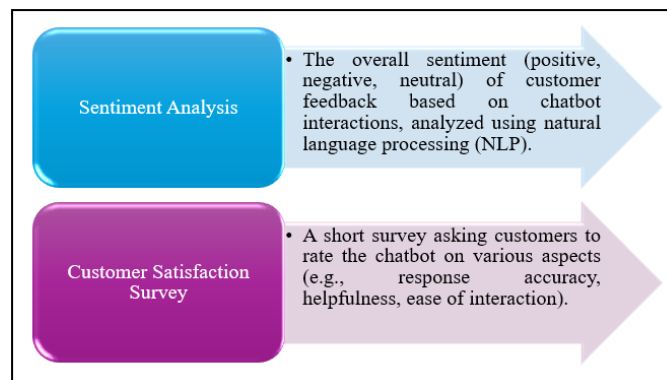 Sentiment Analysis
• The overall sentiment (positive,
negative, neutral) of customer
feedback based on chatbot
interactions, analyzed using natural
language processing (NLP).
Customer Satisfaction
Survey
• A short survey asking customers to
rate the chatbot on various aspects
(e.g., response accuracy,
helpfulness, ease of interaction).